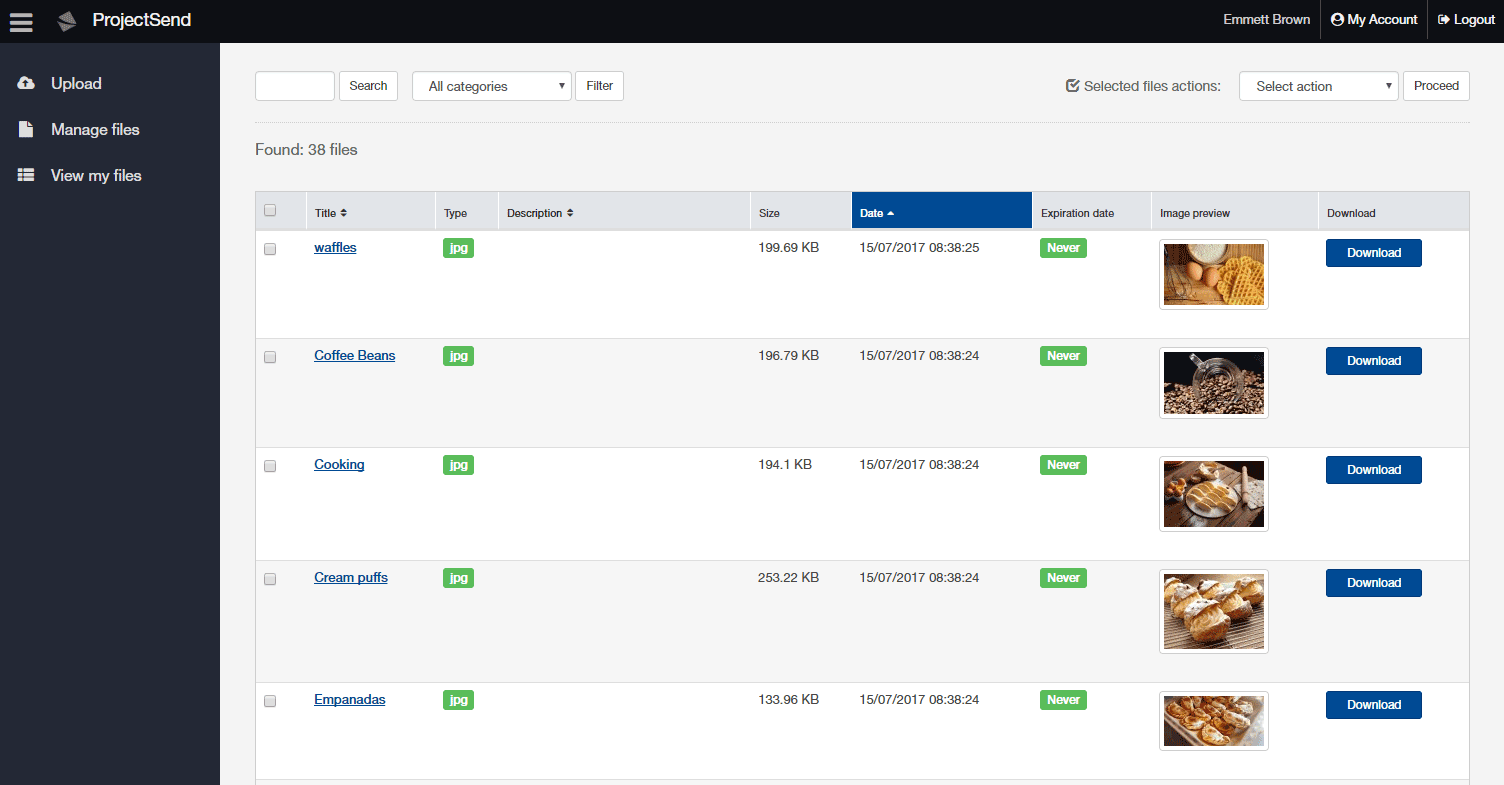 ProjectSend
Emmett Brown
My Account
Logout
Upload
Manage files
View my files
Search
All categories
Filter
Selected files actions:
Select action
Proceed
Found: 38 files
Title Type Description Size Date Expiration date Image preview Download
waffles jpg 199.69 KB 15/07/2017 08:38:25 Never Download
Coffee Beans jpg 196.79 KB 15/07/2017 08:38:24 Never Download
Cooking jpg 194.1 KB 15/07/2017 08:38:24 Never Download
Cream puffs jpg 253.22 KB 15/07/2017 08:38:24 Never Download
Empanadas jpg 133.96 KB 15/07/2017 08:38:24 Never Download